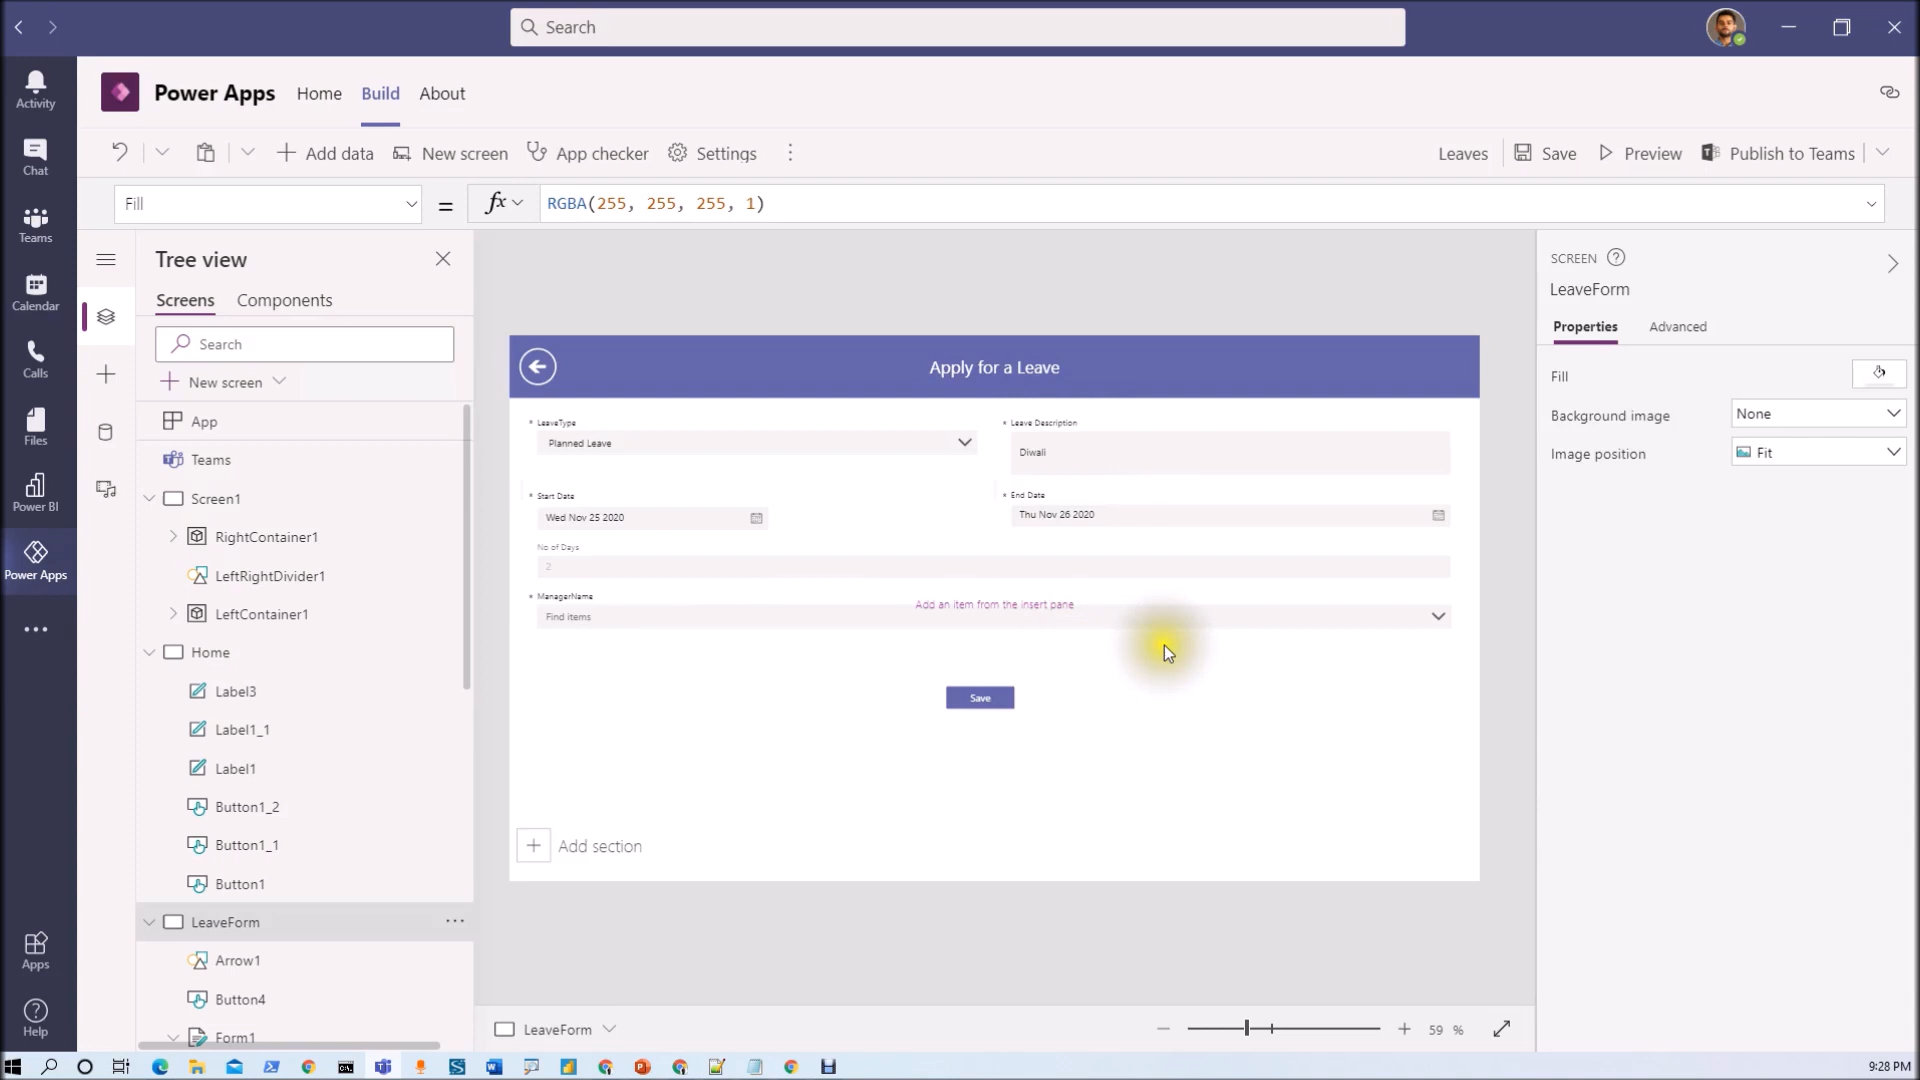 Search
Activity
Chat
Teams
Calendar
Calls
Files
Power BI
Power Apps
Apps
Help
Power Apps Home Build About
Add data New screen App checker Settings Leaves Save Preview Publish to Teams
Fill = fx RGBA(255, 255, 255, 1)
Tree view
Screens Components
Search
New screen
App
Teams
Screen1
RightContainer1
LeftRightDivider1
LeftContainer1
Home
Label3
Label1_1
Label1
Button1_2
Button1_1
Button1
LeaveForm
Arrow1
Button4
Form1
Apply for a Leave
* LeaveType * Leave Description
Planned Leave Diwali
* Start Date * End Date
Wed Nov 25 2020 Thu Nov 26 2020
No of Days
2
* ManagerName
Add an item from the insert pane
Find items
Save
Add section
LeaveForm 59 %
SCREEN
LeaveForm
Properties Advanced
Fill
Background image None
Image position Fit
9:28 PM